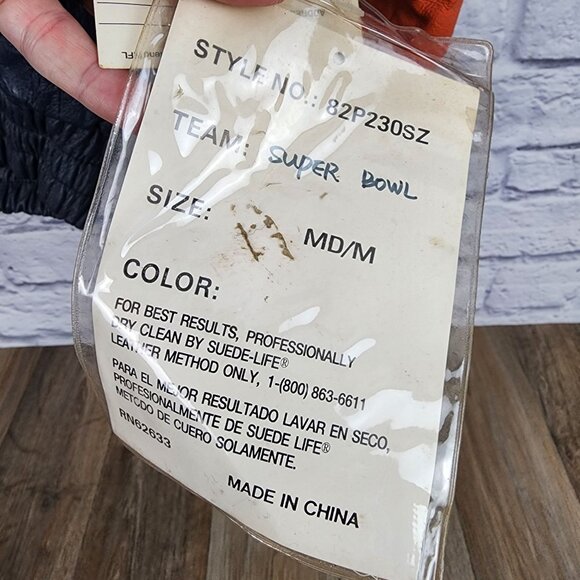 STYLE NO.: 82P230SZ
TEAM: SUPER BOWL
SIZE: MD/M
COLOR:
FOR BEST RESULTS, PROFESSIONALLY
DRY CLEAN BY SUEDE-LIFE®
LEATHER METHOD ONLY, 1-(800) 863-6611
PARA EL MEJOR RESULTADO LAVAR EN SECO,
PROFESIONALMENTE DE SUEDE LIFE®
METCDO DE CUERO SOLAMENTE.
RN62633
MADE IN CHINA